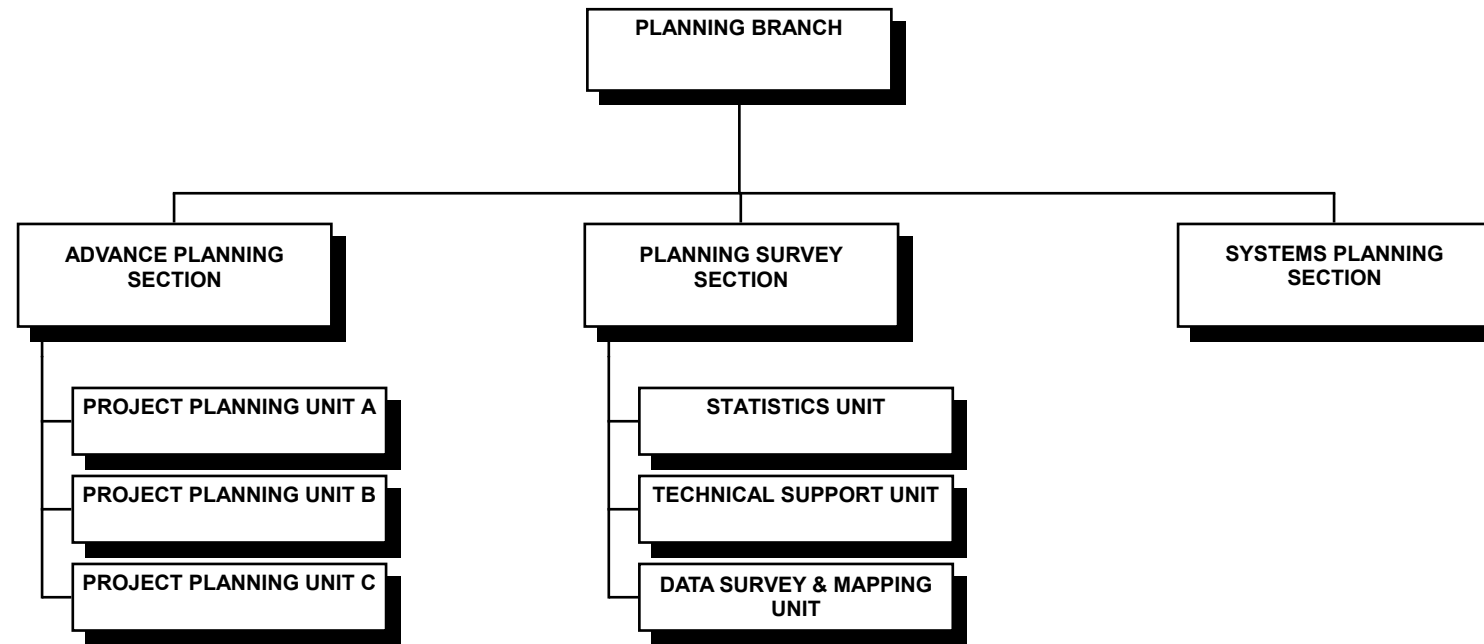 PLANNING BRANCH
ADVANCE PLANNING
SECTION
PLANNING SURVEY
SECTION
SYSTEMS PLANNING
SECTION
PROJECT PLANNING UNIT A
PROJECT PLANNING UNIT B
PROJECT PLANNING UNIT C
STATISTICS UNIT
TECHNICAL SUPPORT UNIT
DATA SURVEY & MAPPING
UNIT